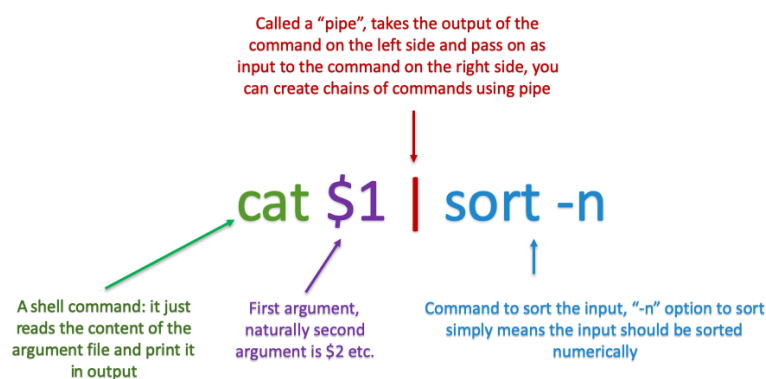 Called a “pipe”, takes the output of the
command on the left side and pass on as
input to the command on the right side, you
can create chains of commands using pipe
cat $1 | sort -n
A shell command: it just
reads the content of the
argument file and print it
in output
First argument,
naturally second
argument is $2 etc.
Command to sort the input, “-n” option to sort
simply means the input should be sorted
numerically